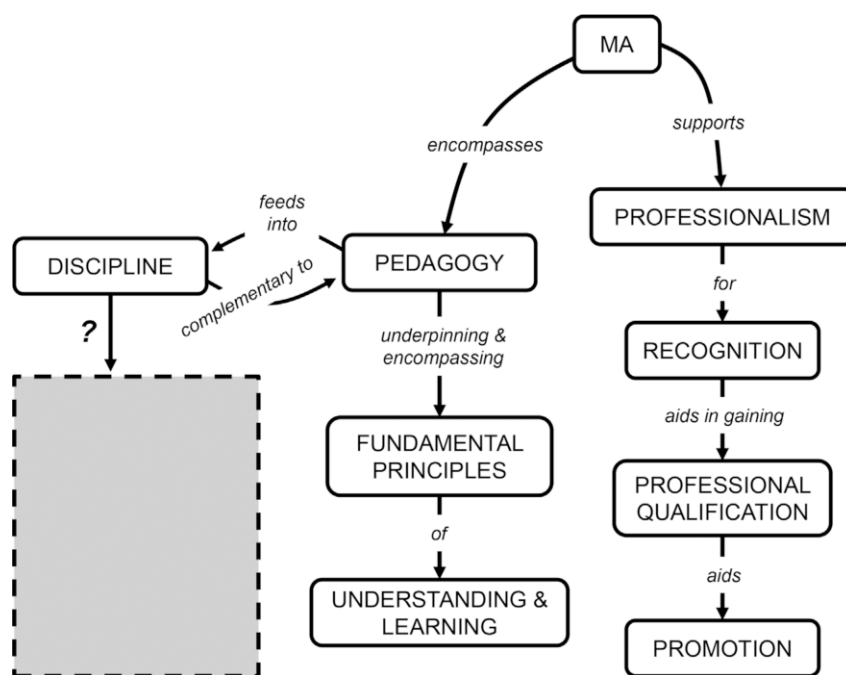 MA
encompasses
supports
feeds
into
PROFESSIONALISM
DISCIPLINE
PEDAGOGY
complementary to
for
?
underpinning &
encompassing
RECOGNITION
aids in gaining
FUNDAMENTAL
PRINCIPLES
PROFESSIONAL
QUALIFICATION
of
aids
UNDERSTANDING &
LEARNING
PROMOTION